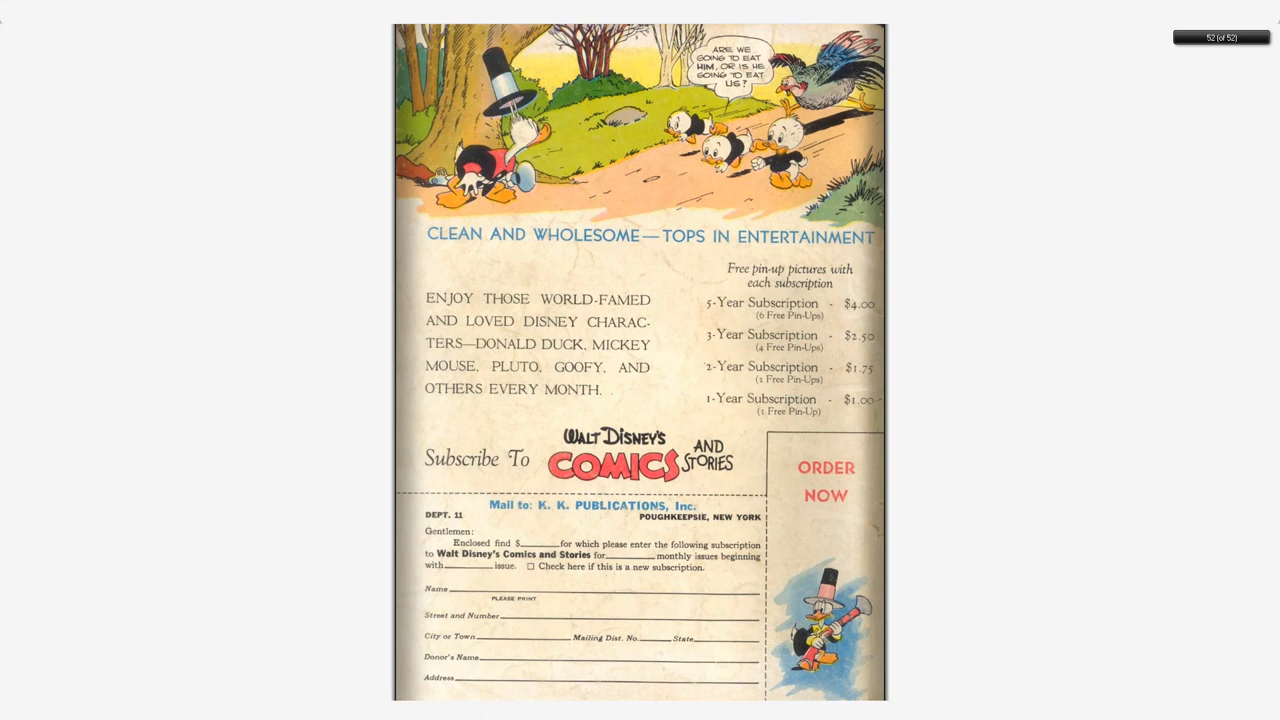 52 (of 52)
ARE WE
GOING TO EAT
HIM, OR IS HE
GOING TO EAT
US?
CLEAN AND WHOLESOME—TOPS IN ENTERTAINMENT
Free pin-up pictures with
each subscription
ENJOY THOSE WORLD-FAMED
AND LOVED DISNEY CHARAC-
TERS—DONALD DUCK, MICKEY
MOUSE, PLUTO, GOOFY, AND
OTHERS EVERY MONTH.
5-Year Subscription - $4.00
(6 Free Pin-Ups)
3-Year Subscription - $2.50
(4 Free Pin-Ups)
2-Year Subscription - $1.75
(2 Free Pin-Ups)
1-Year Subscription - $1.00
(1 Free Pin-Up)
Subscribe To WALT DISNEY'S COMICS AND STORIES
ORDER
NOW
Mail to: K. K. PUBLICATIONS, Inc.
DEPT. 11 POUGHKEEPSIE, NEW YORK
Gentlemen:
Enclosed find $ for which please enter the following subscription
to Walt Disney's Comics and Stories for monthly issues beginning
with issue. ☐ Check here if this is a new subscription.
Name
PLEASE PRINT
Street and Number
City or Town Mailing Dist. No. State
Donor's Name
Address